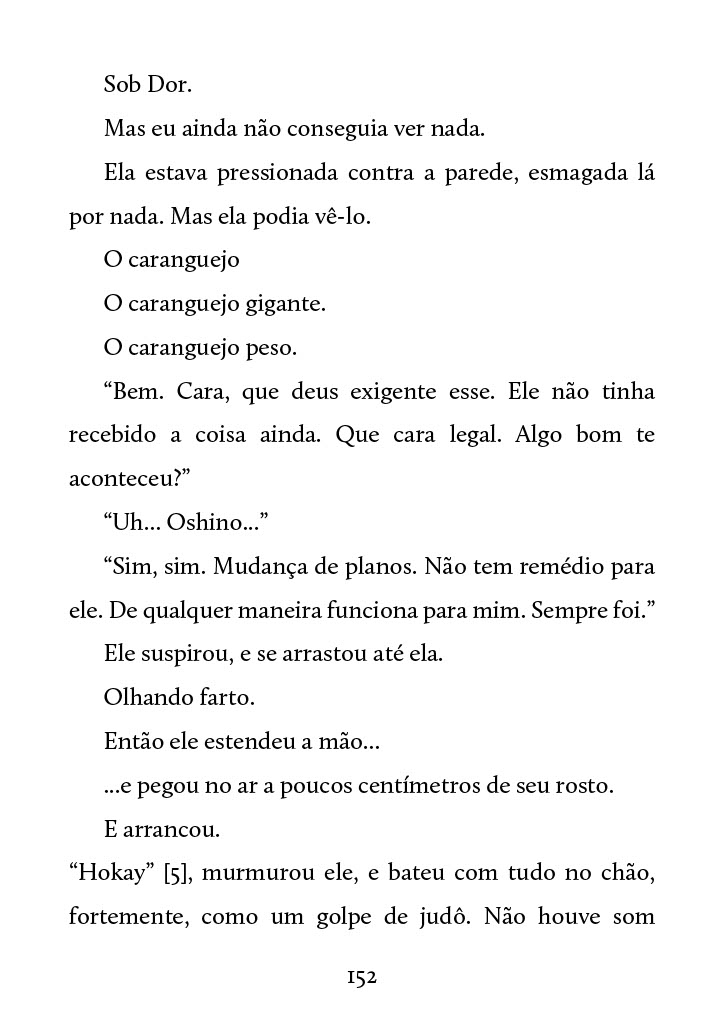 Sob Dor.
Mas eu ainda não conseguia ver nada.
Ela estava pressionada contra a parede, esmagada lá
por nada. Mas ela podia vê-lo.
O caranguejo
O caranguejo gigante.
O caranguejo peso.
“Bem. Cara, que deus exigente esse. Ele não tinha
recebido a coisa ainda. Que cara legal. Algo bom te
aconteceu?”
“Uh... Oshino...”
“Sim, sim. Mudança de planos. Não tem remédio para
ele. De qualquer maneira funciona para mim. Sempre foi.”
Ele suspirou, e se arrastou até ela.
Olhando farto.
Então ele estendeu a mão...
...e pegou no ar a poucos centímetros de seu rosto.
E arrancou.
“Hokay” [5], murmurou ele, e bateu com tudo no chão,
fortemente, como um golpe de judô. Não houve som
152